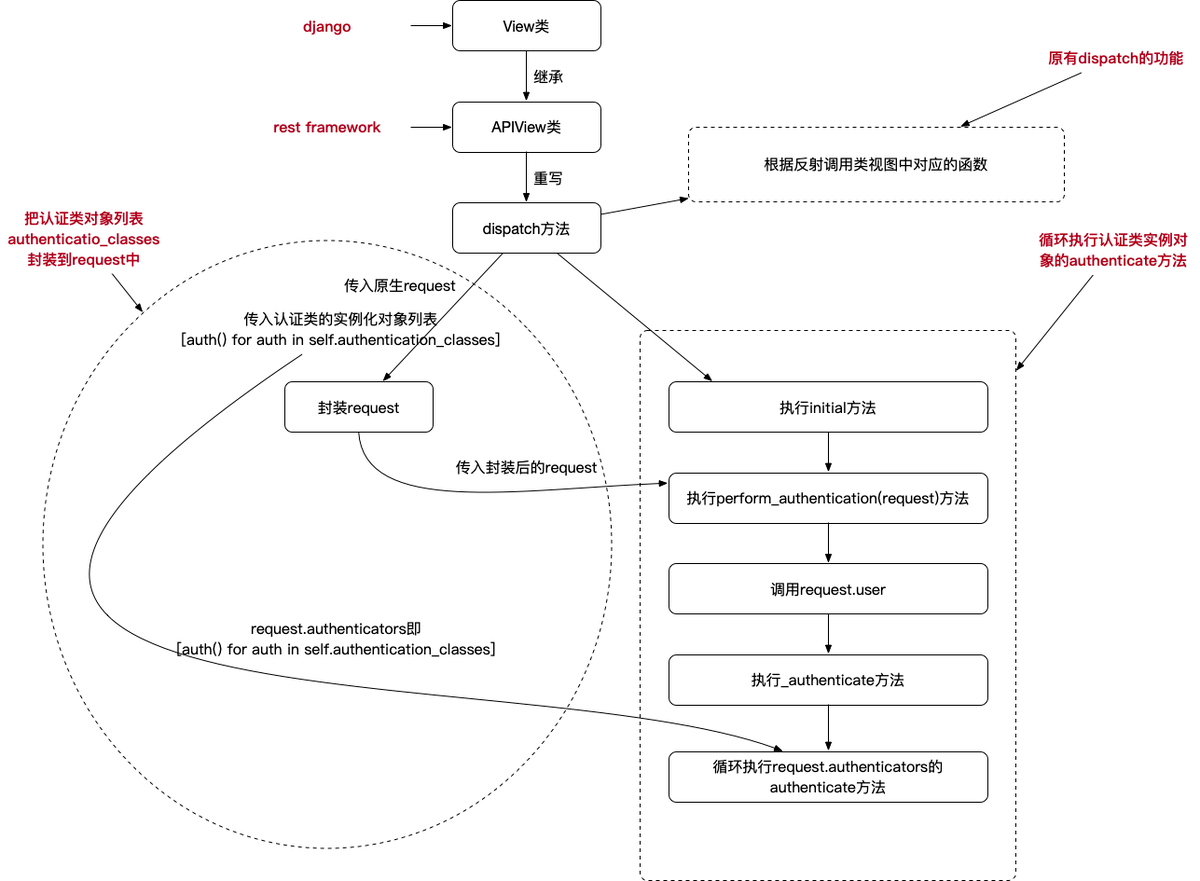 django
View类
继承
原有dispatch的功能
rest framework
APIView类
根据反射调用类视图中对应的函数
重写
dispatch方法
把认证类对象列表
authenticatio_classes
封装到request中
循环执行认证类实例对
象的authenticate方法
传入原生request
传入认证类的实例化对象列表
[auth() for auth in self.authentication_classes]
封装request
执行initial方法
传入封装后的request
执行perform_authentication(request)方法
调用request.user
request.authenticators即
[auth() for auth in self.authentication_classes]
执行_authenticate方法
循环执行request.authenticators的
authenticate方法